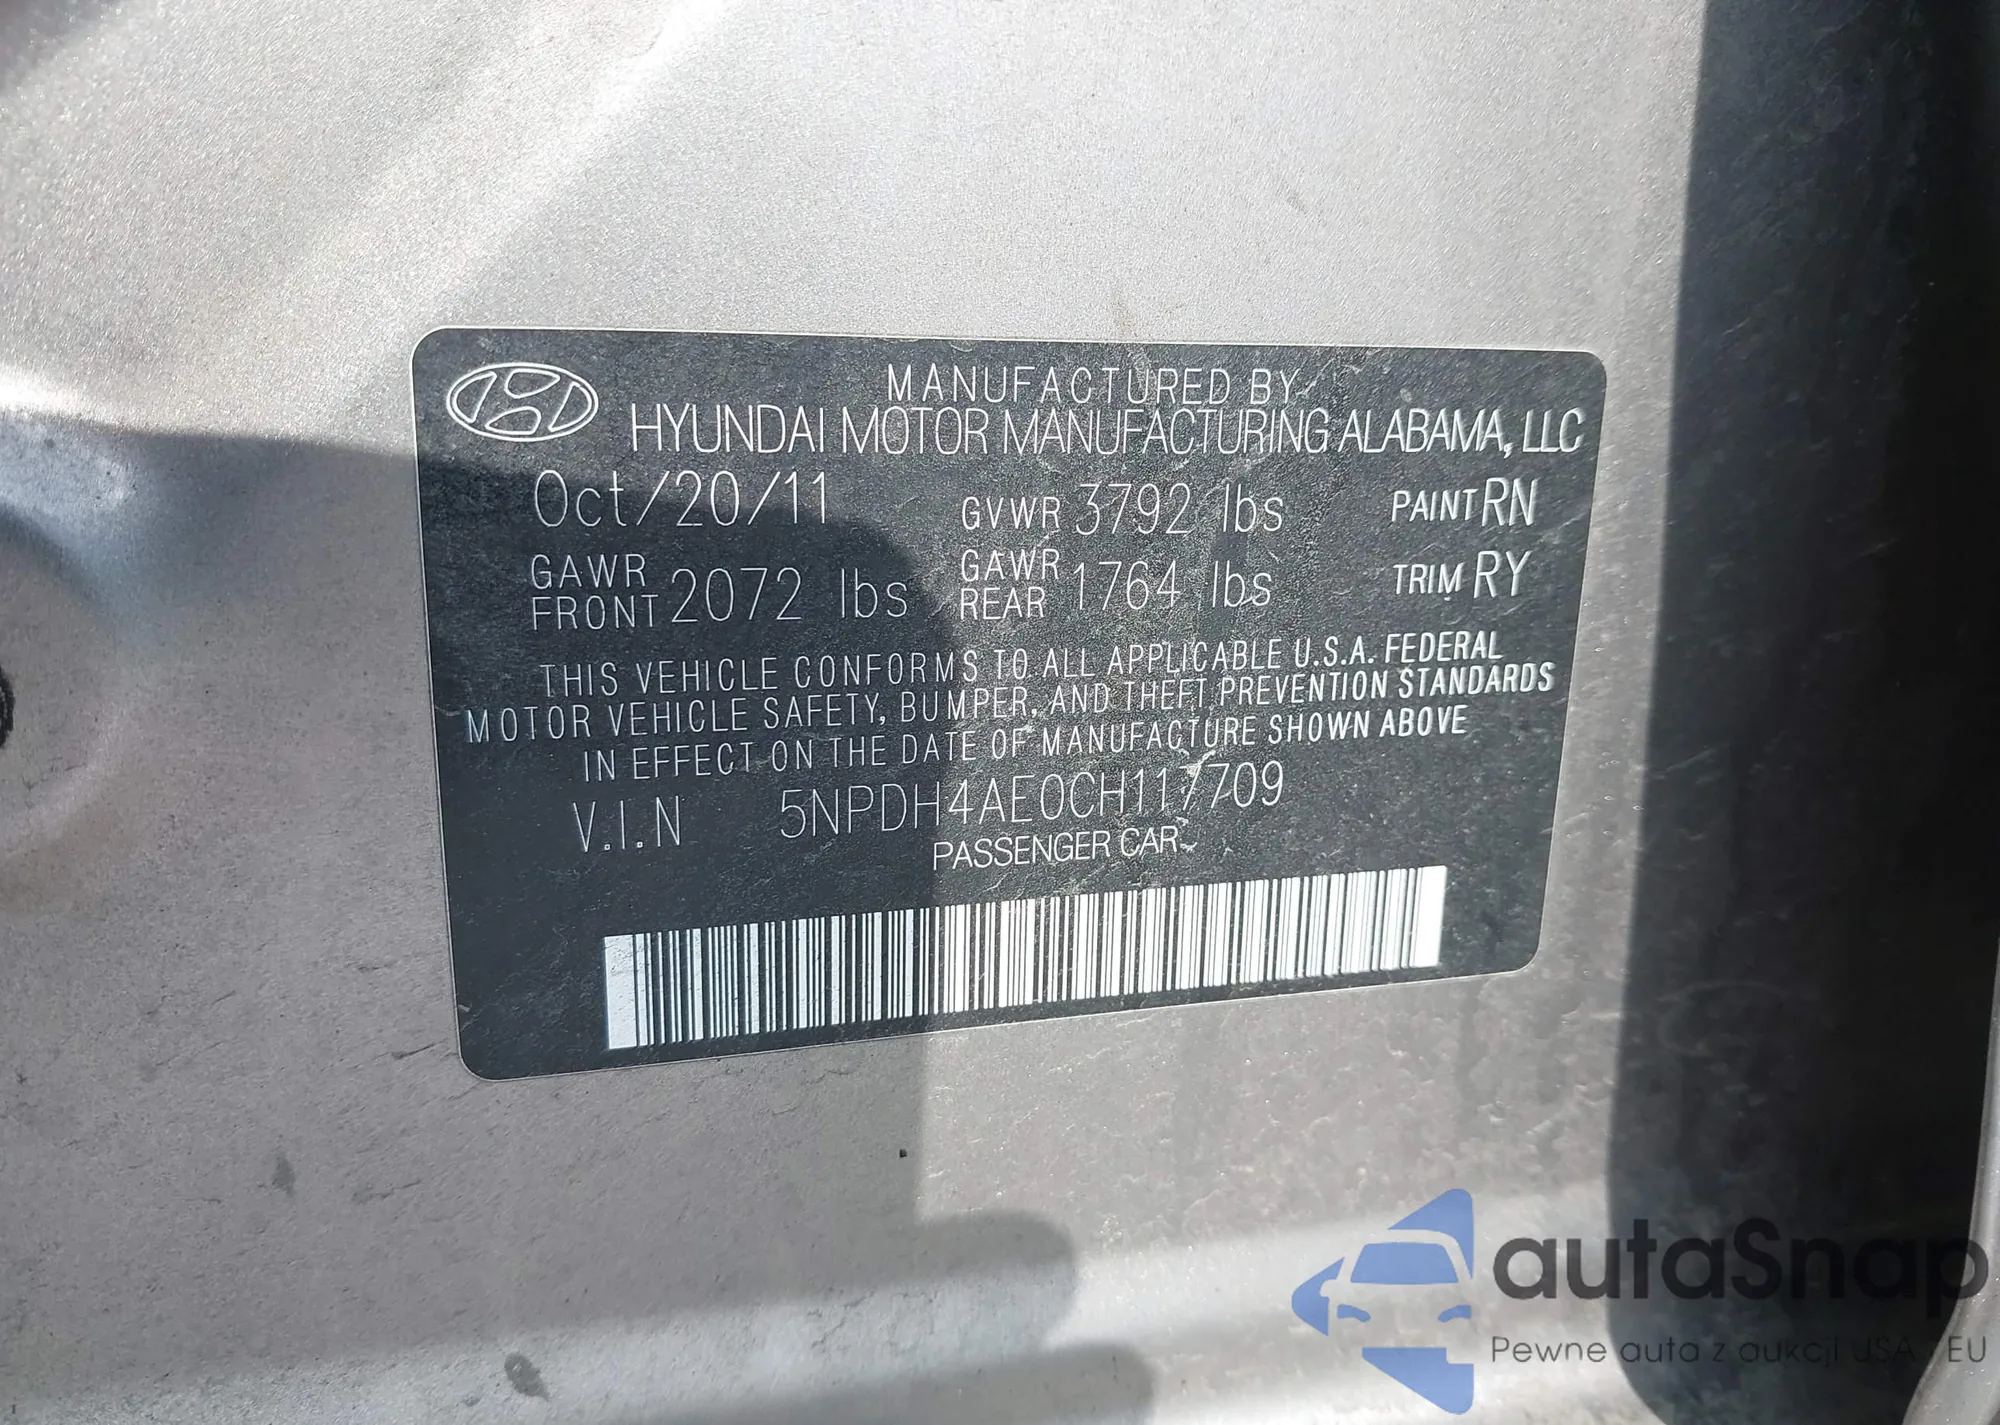 MANUFACTURED BY
HYUNDAI MOTOR MANUFACTURING ALABAMA, LLC
Oct/20/11 GVWR 3792 lbs PAINT RN
GAWR FRONT 2072 lbs GAWR REAR 1764 lbs TRIM RY
THIS VEHICLE CONFORMS TO ALL APPLICABLE U.S.A. FEDERAL
MOTOR VEHICLE SAFETY, BUMPER, AND THEFT PREVENTION STANDARDS
IN EFFECT ON THE DATE OF MANUFACTURE SHOWN ABOVE
V.I.N 5NPDH4AE0CH117709
PASSENGER CAR
autaSnap
Pewne auta z aukcji USA i EU